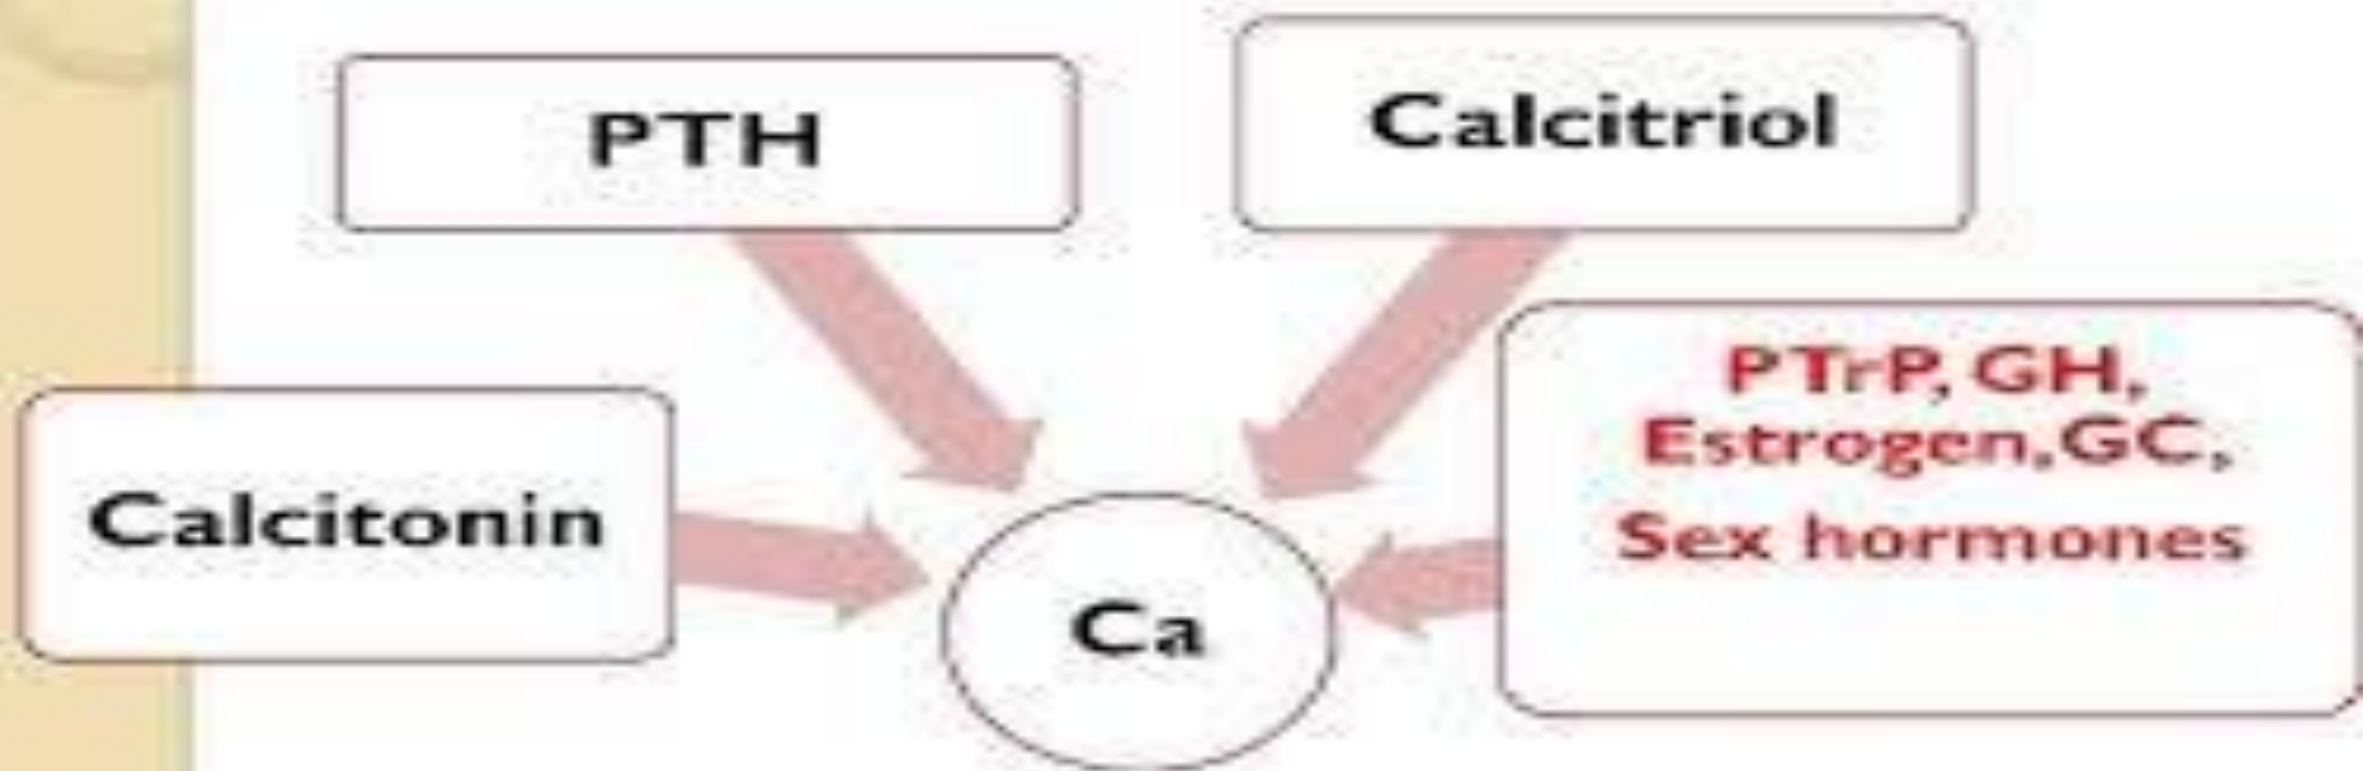 PTH
Calcitriol
Calcitonin
PTrP, GH,
Estrogen,GC,
Sex hormones
Ca